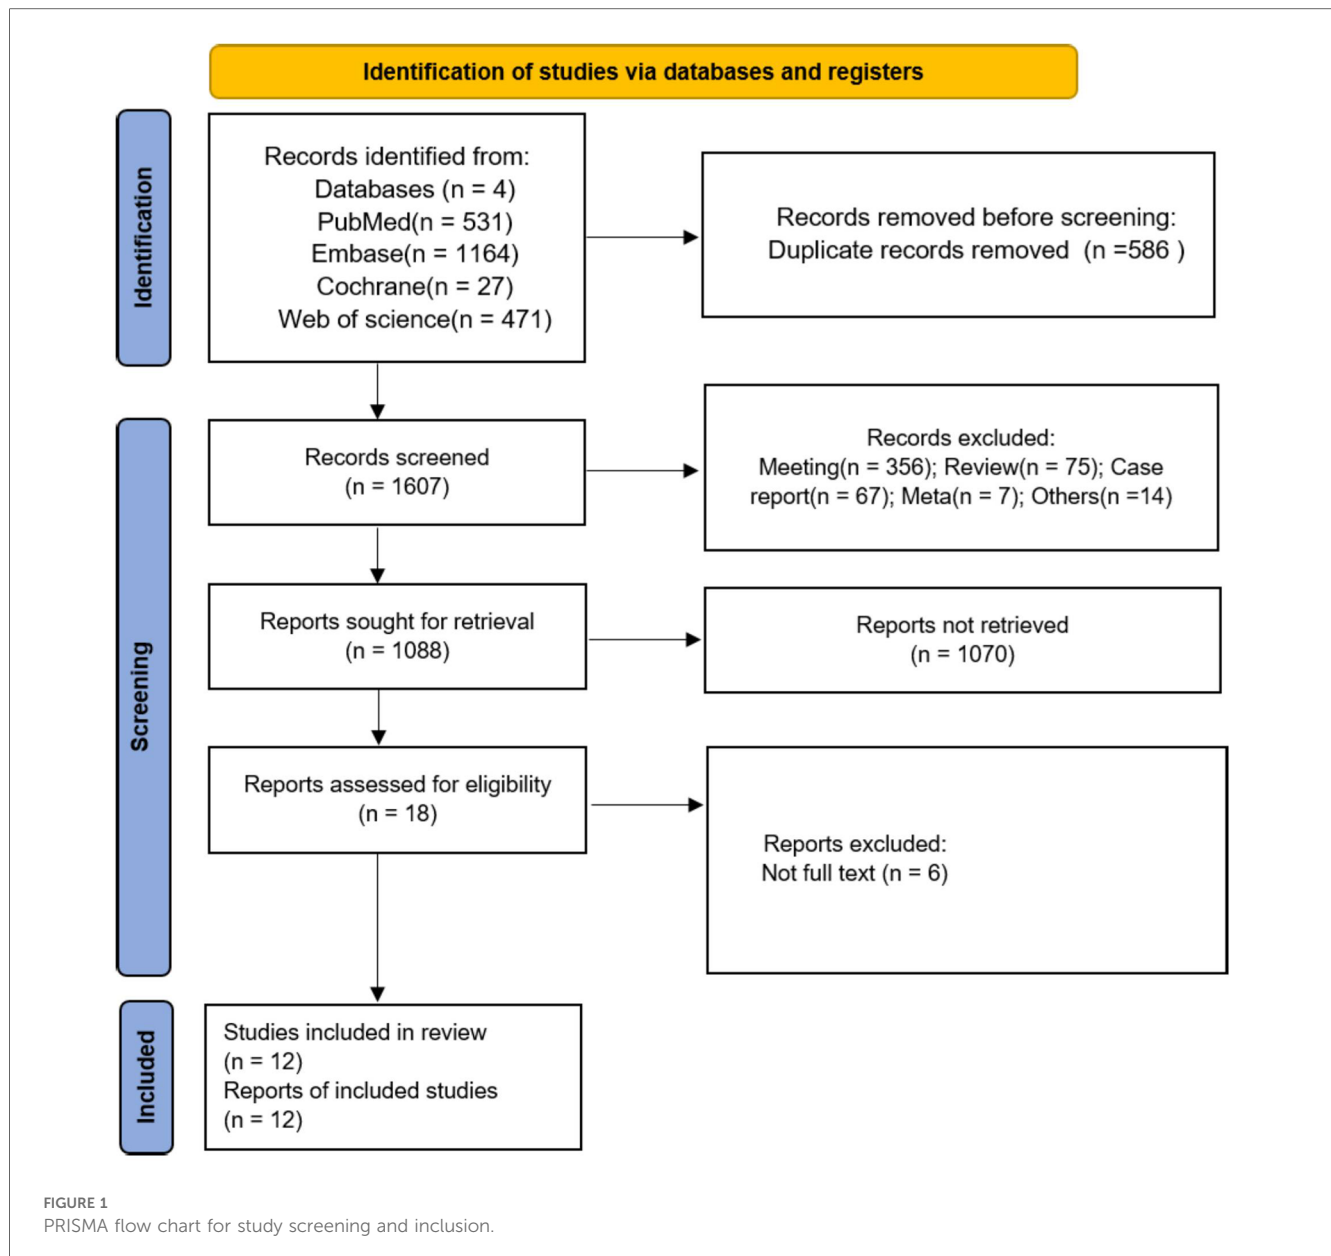 Identification of studies via databases and registers
Identification
Records identified from:
Databases (n = 4)
PubMed(n = 531)
Embase(n = 1164)
Cochrane(n = 27)
Web of science(n = 471)
Records removed before screening:
Duplicate records removed (n =586 )
Screening
Records screened
(n = 1607)
Records excluded:
Meeting(n = 356); Review(n = 75); Case
report(n = 67); Meta(n = 7); Others(n =14)
Reports sought for retrieval
(n = 1088)
Reports not retrieved
(n = 1070)
Reports assessed for eligibility
(n = 18)
Reports excluded:
Not full text (n = 6)
Included
Studies included in review
(n = 12)
Reports of included studies
(n = 12)
FIGURE 1
PRISMA flow chart for study screening and inclusion.